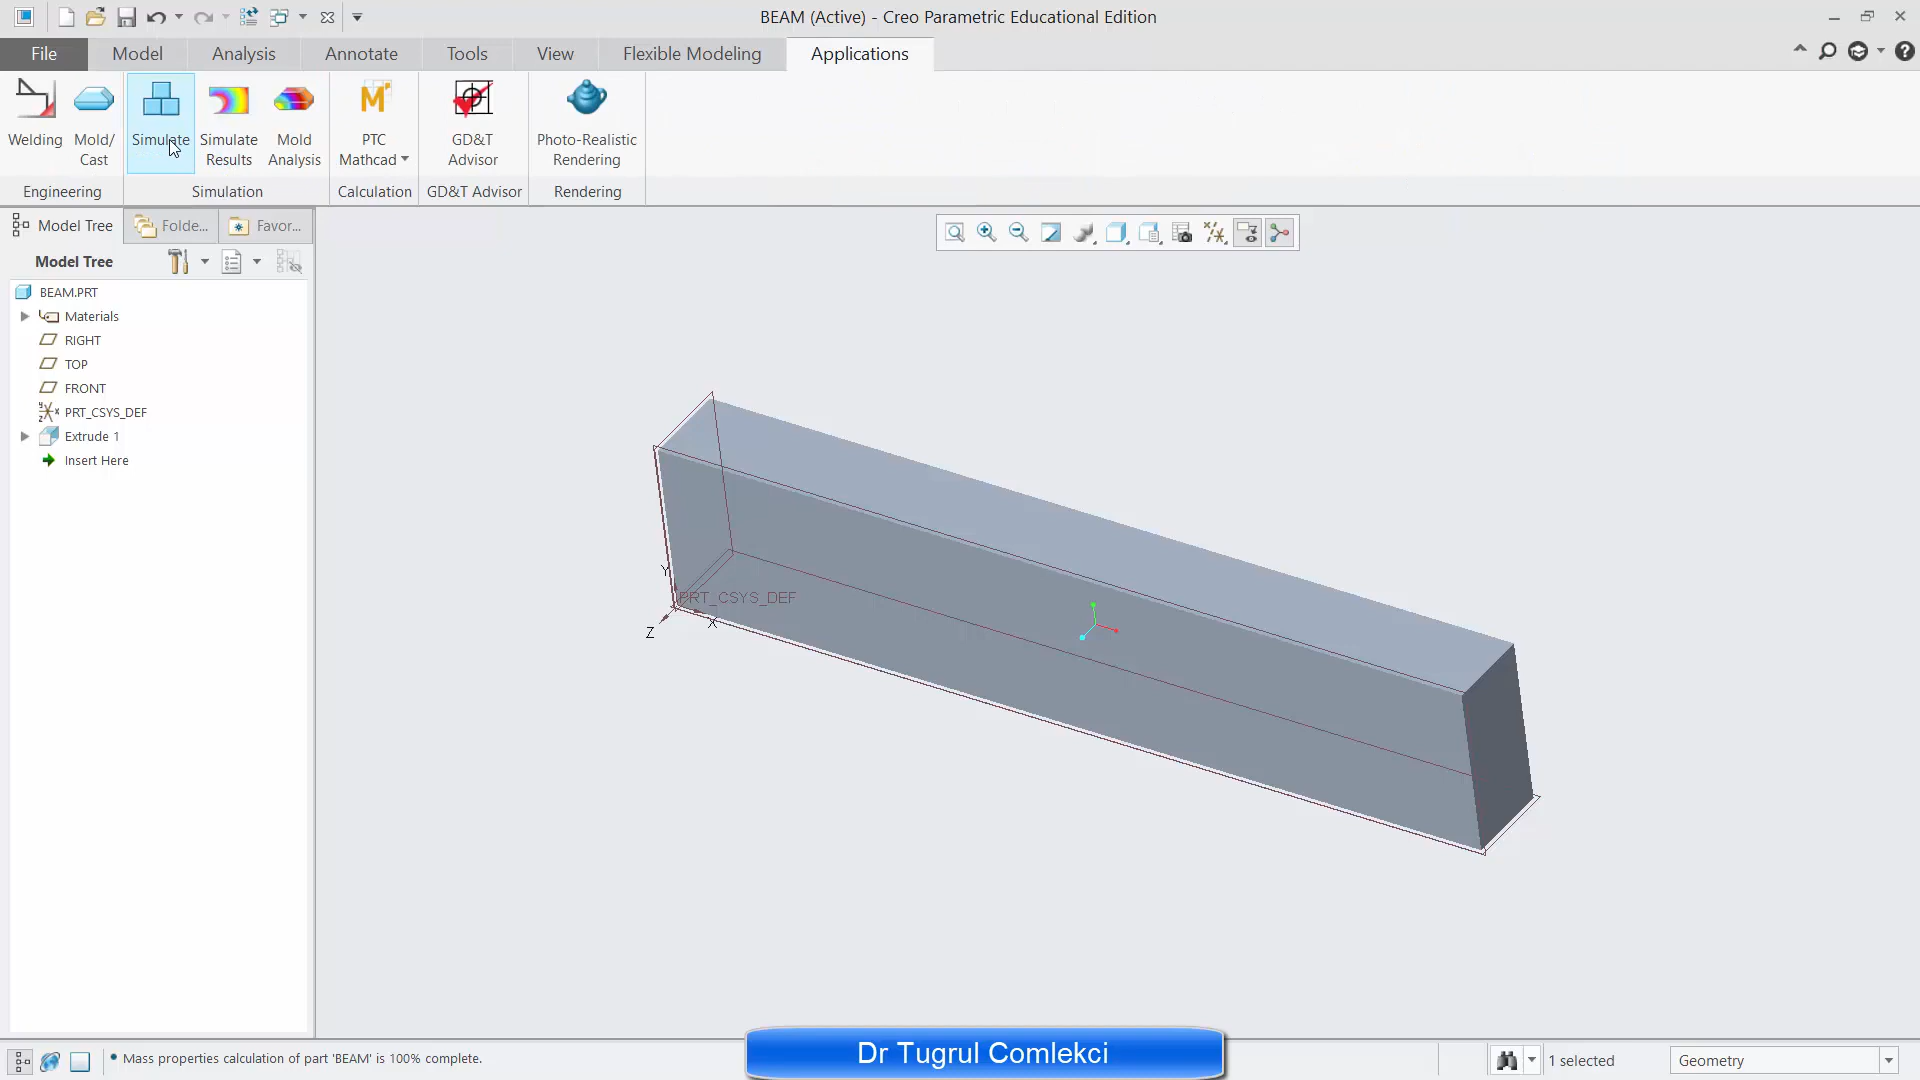 BEAM (Active) - Creo Parametric Educational Edition
File
Model
Analysis
Annotate
Tools
View
Flexible Modeling
Applications
Welding
Mold/
Cast
Simulate
Simulate
Results
Mold
Analysis
PTC
Mathcad
GD&T
Advisor
Photo-Realistic
Rendering
Engineering
Simulation
Calculation
GD&T Advisor
Rendering
Model Tree
Folde...
Favor...
Model Tree
BEAM.PRT
Materials
RIGHT
TOP
FRONT
PRT_CSYS_DEF
Extrude 1
Insert Here
Y
PRT_CSYS_DEF
X
Z
Mass properties calculation of part 'BEAM' is 100% complete.
Dr Tugrul Comlekci
1 selected
Geometry